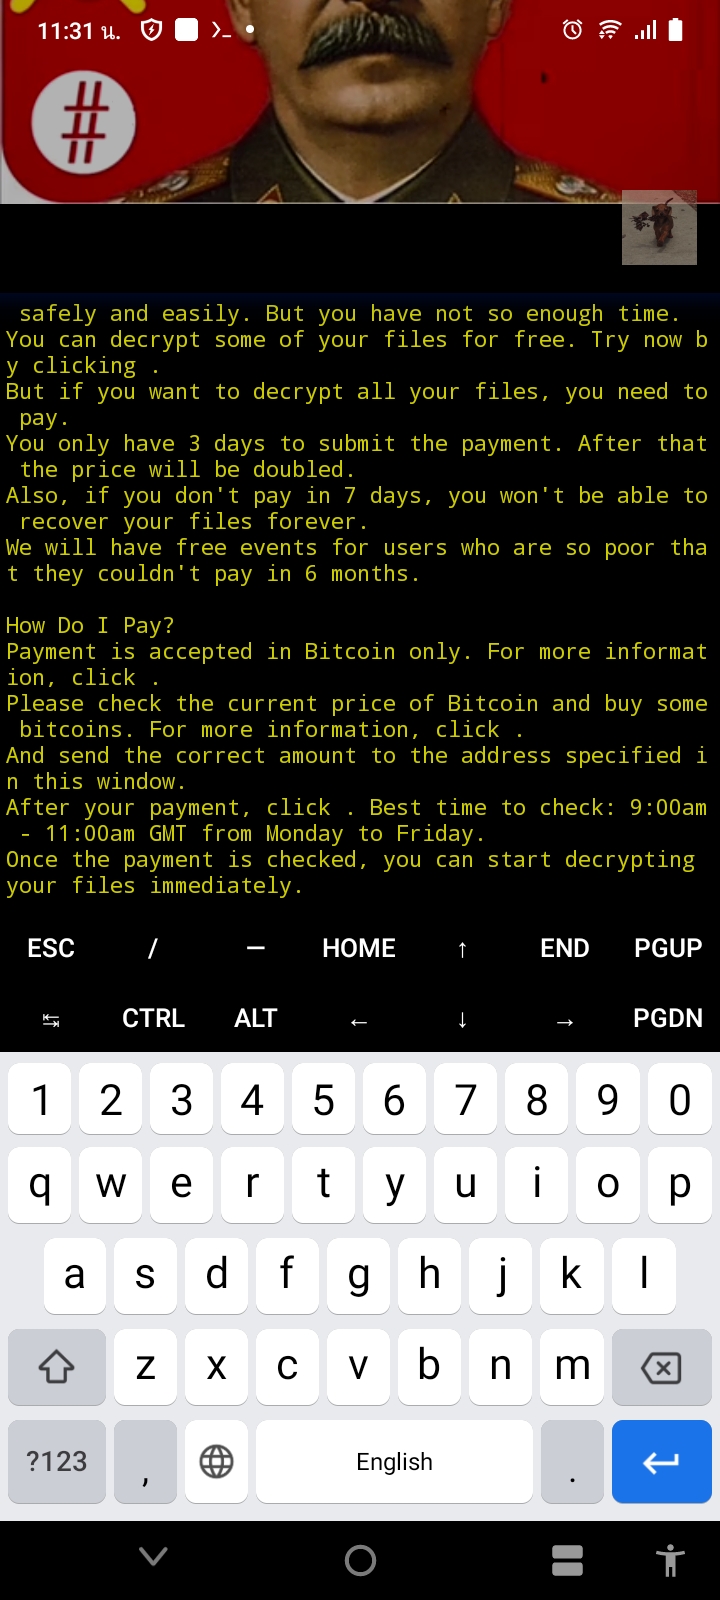 11:31 น.
#
safely and easily. But you have not so enough time.
You can decrypt some of your files for free. Try now b
y clicking .
But if you want to decrypt all your files, you need to
pay.
You only have 3 days to submit the payment. After that
the price will be doubled.
Also, if you don't pay in 7 days, you won't be able to
recover your files forever.
We will have free events for users who are so poor tha
t they couldn't pay in 6 months.
How Do I Pay?
Payment is accepted in Bitcoin only. For more informat
ion, click .
Please check the current price of Bitcoin and buy some
bitcoins. For more information, click .
And send the correct amount to the address specified i
n this window.
After your payment, click . Best time to check: 9:00am
- 11:00am GMT from Monday to Friday.
Once the payment is checked, you can start decrypting
your files immediately.
ESC / — HOME ↑ END PGUP
↹ CTRL ALT ← ↓ → PGDN
1 2 3 4 5 6 7 8 9 0
q w e r t y u i o p
a s d f g h j k l
z x c v b n m
?123 , English .